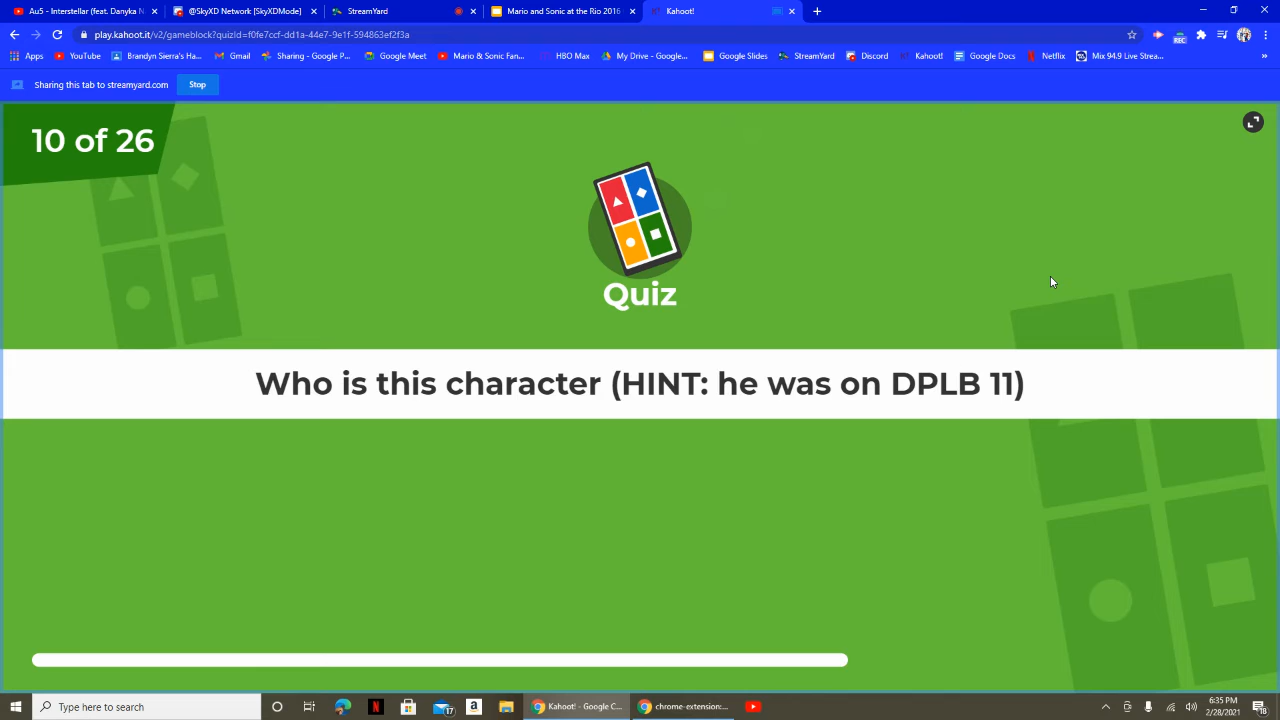 Au5 - Interstellar (feat. Danyka N
@SkyXD Network [SkyXDMode]
StreamYard
Mario and Sonic at the Rio 2016
Kahoot!
play.kahoot.it/v2/gameblock?quizId=f0fe7ccf-dd1a-44e7-9e1f-594863ef2f3a
REC
Apps
YouTube
Brandyn Sierra's Ha...
Gmail
Sharing - Google P...
Google Meet
Mario & Sonic Fan...
HBO Max
My Drive - Google...
Google Slides
StreamYard
Discord
Kahoot!
Google Docs
Netflix
Mix 94.9 Live Strea...
Sharing this tab to streamyard.com
Stop
10 of 26
Quiz
Who is this character (HINT: he was on DPLB 11)
Type here to search
17
Kahoot! - Google C...
chrome-extension:...
6:35 PM
2/28/2021
18